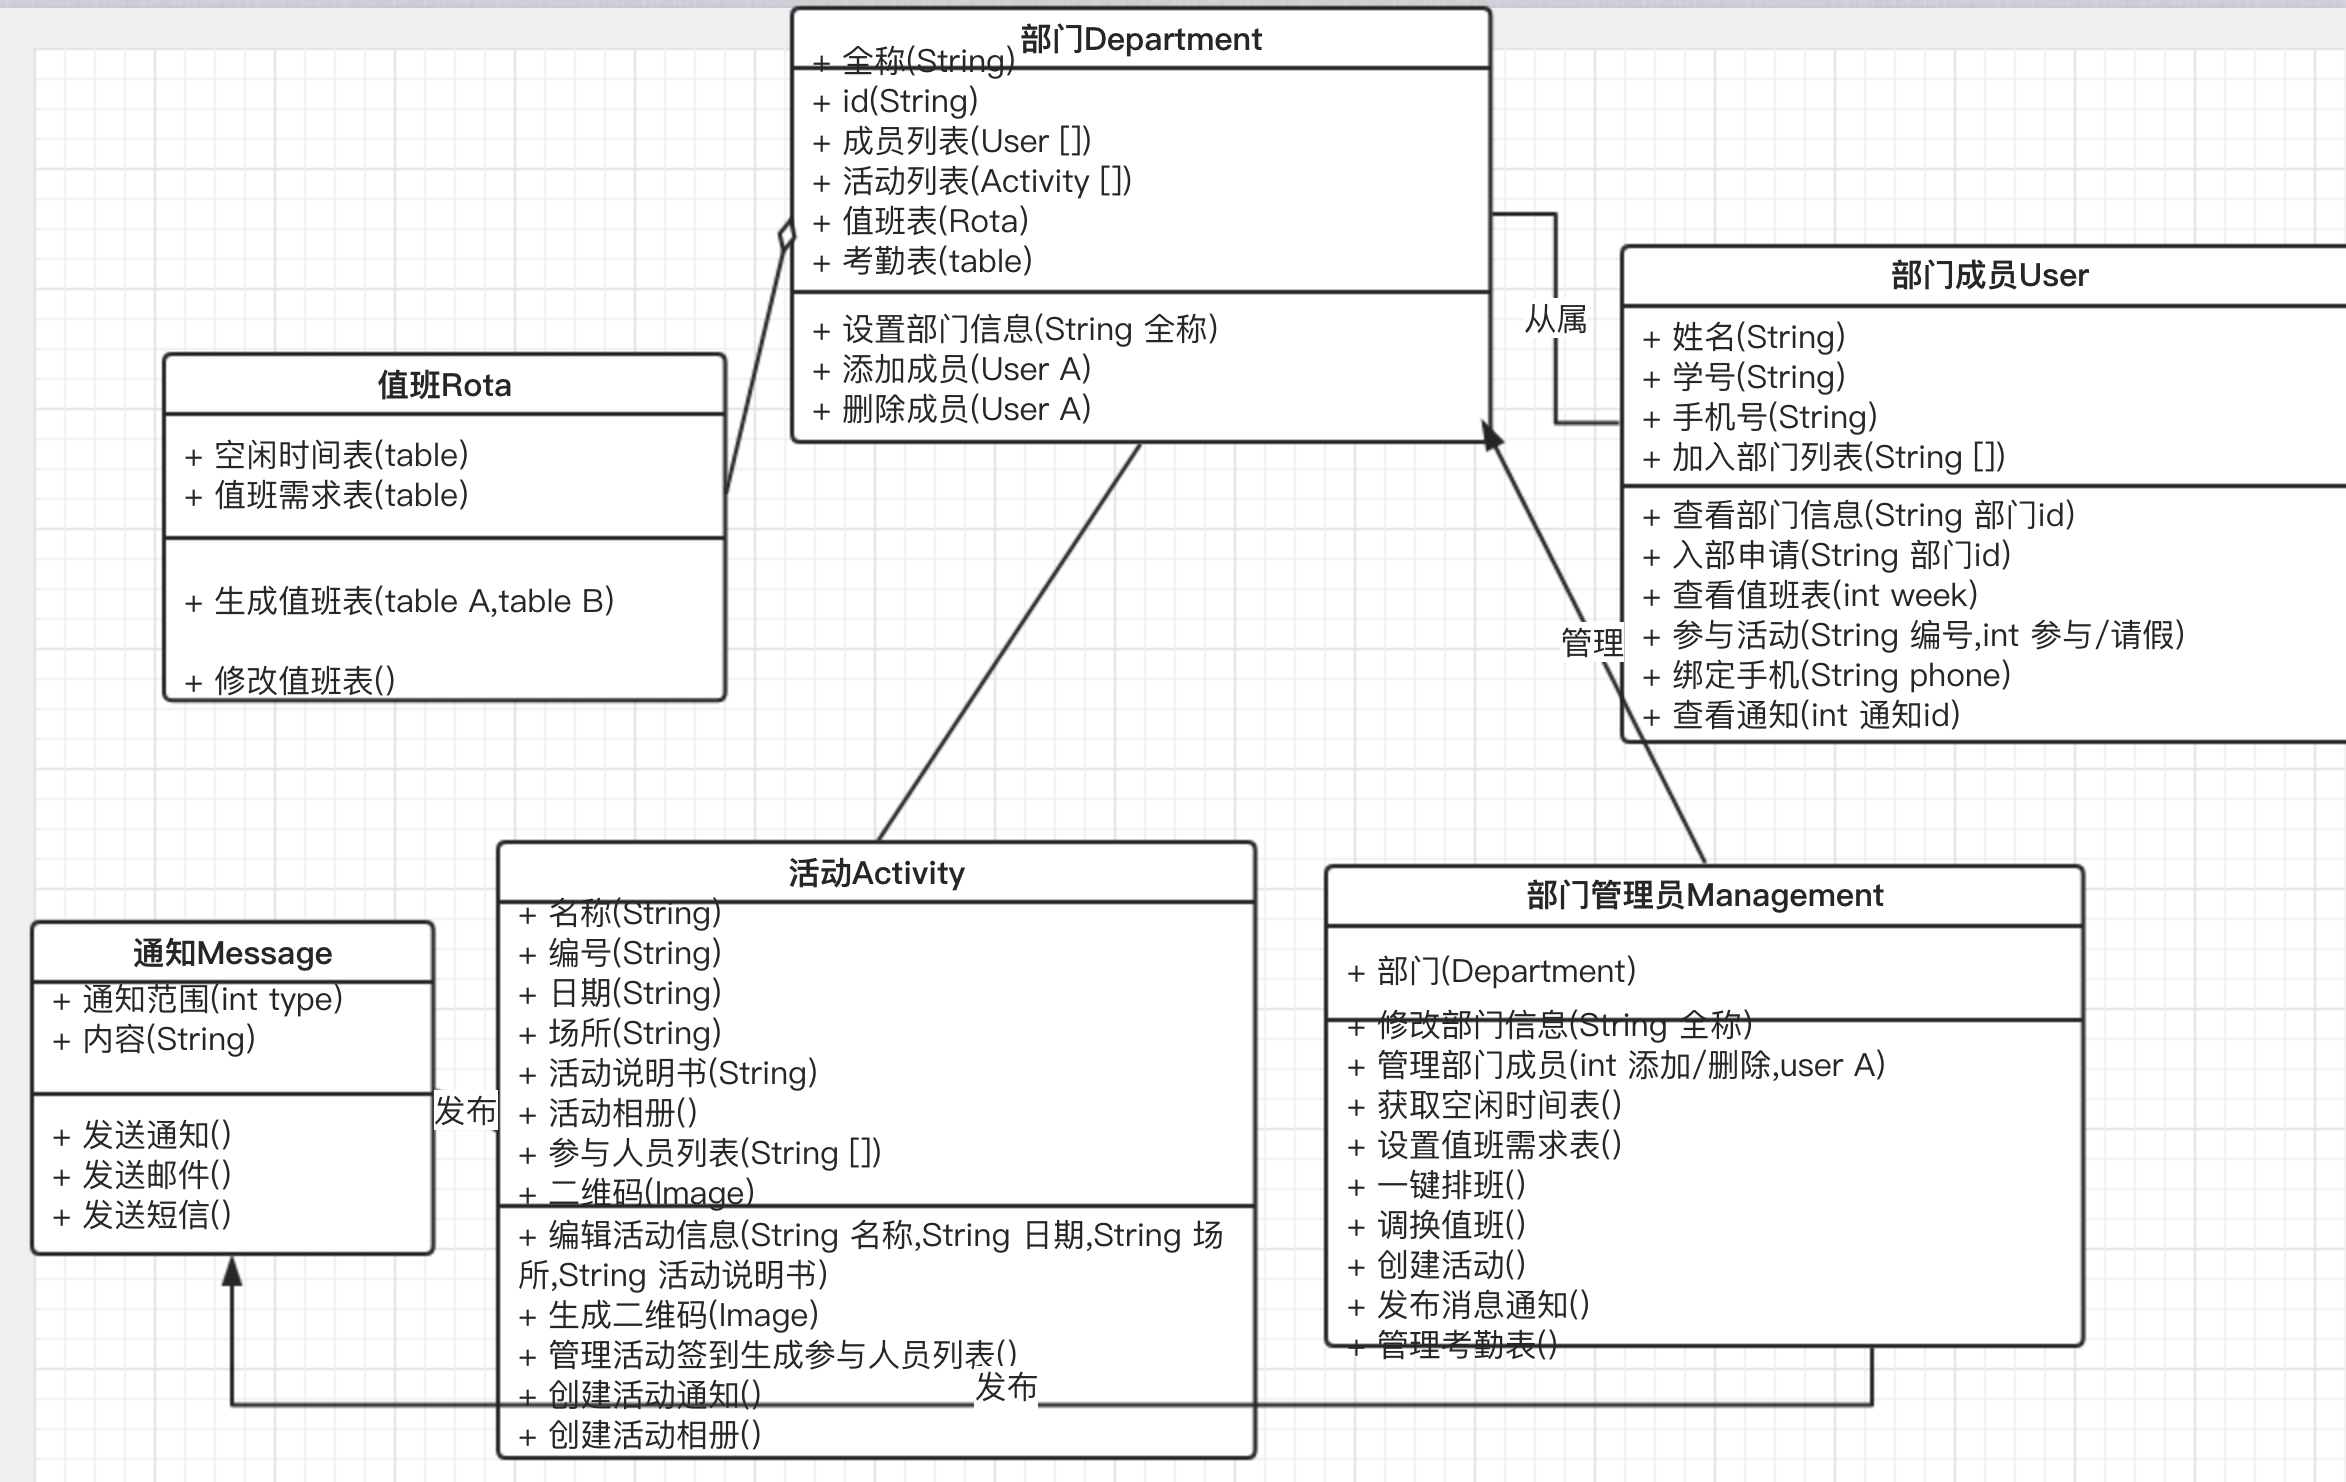 部门Department
+ 全称(String)
+ id(String)
+ 成员列表(User [])
+ 活动列表(Activity [])
+ 值班表(Rota)
+ 考勤表(table)
+ 设置部门信息(String 全称)
+ 添加成员(User A)
+ 删除成员(User A)
从属
部门成员User
+ 姓名(String)
+ 学号(String)
+ 手机号(String)
+ 加入部门列表(String [])
+ 查看部门信息(String 部门id)
+ 入部申请(String 部门id)
+ 查看值班表(int week)
+ 参与活动(String 编号,int 参与/请假)
+ 绑定手机(String phone)
+ 查看通知(int 通知id)
值班Rota
+ 空闲时间表(table)
+ 值班需求表(table)
+ 生成值班表(table A,table B)
+ 修改值班表()
管理
通知Message
+ 通知范围(int type)
+ 内容(String)
+ 发送通知()
+ 发送邮件()
+ 发送短信()
发布
活动Activity
+ 名称(String)
+ 编号(String)
+ 日期(String)
+ 场所(String)
+ 活动说明书(String)
+ 活动相册()
+ 参与人员列表(String [])
+ 二维码(Image)
+ 编辑活动信息(String 名称,String 日期,String 场
所,String 活动说明书)
+ 生成二维码(Image)
+ 管理活动签到生成参与人员列表()
+ 创建活动通知()
+ 创建活动相册()
发布
部门管理员Management
+ 部门(Department)
+ 修改部门信息(String 全称)
+ 管理部门成员(int 添加/删除,user A)
+ 获取空闲时间表()
+ 设置值班需求表()
+ 一键排班()
+ 调换值班()
+ 创建活动()
+ 发布消息通知()
+ 管理考勤表()